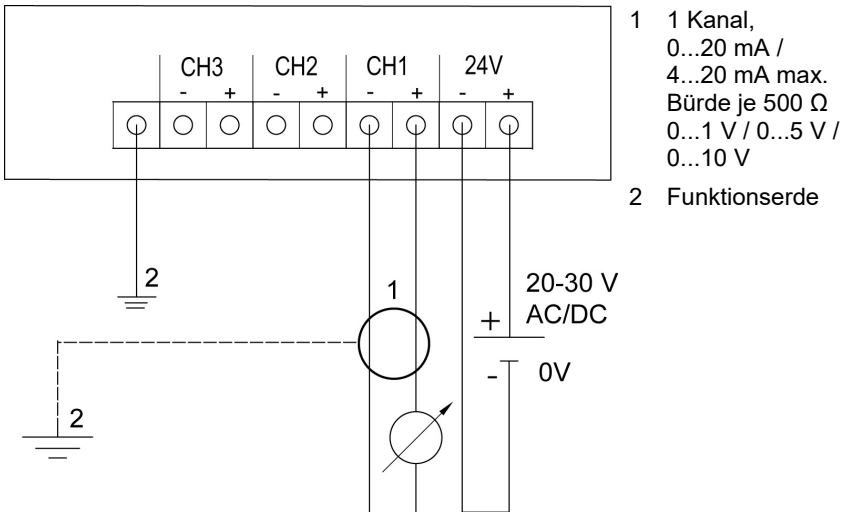 CH3 CH2 CH1 24V
- + - + - + - +
2
1
20-30 V
AC/DC
+
- 0V
2
1 1 Kanal,
0...20 mA /
4...20 mA max.
Bürde je 500 Ω
0...1 V / 0...5 V /
0...10 V
2 Funktionserde